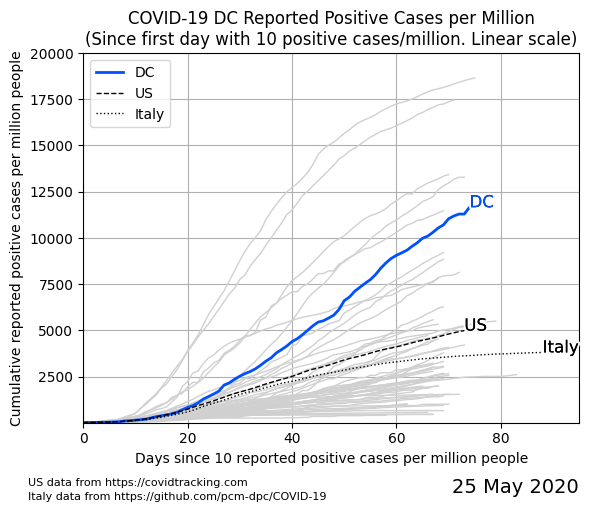 COVID-19 DC Reported Positive Cases per Million
(Since first day with 10 positive cases/million. Linear scale)
Cumulative reported positive cases per million people
20000
17500
15000
12500
10000
7500
5000
2500
DC
US
Italy
DC
US
Italy
0
20
40
60
80
Days since 10 reported positive cases per million people
US data from https://covidtracking.com
Italy data from https://github.com/pcm-dpc/COVID-19
25 May 2020